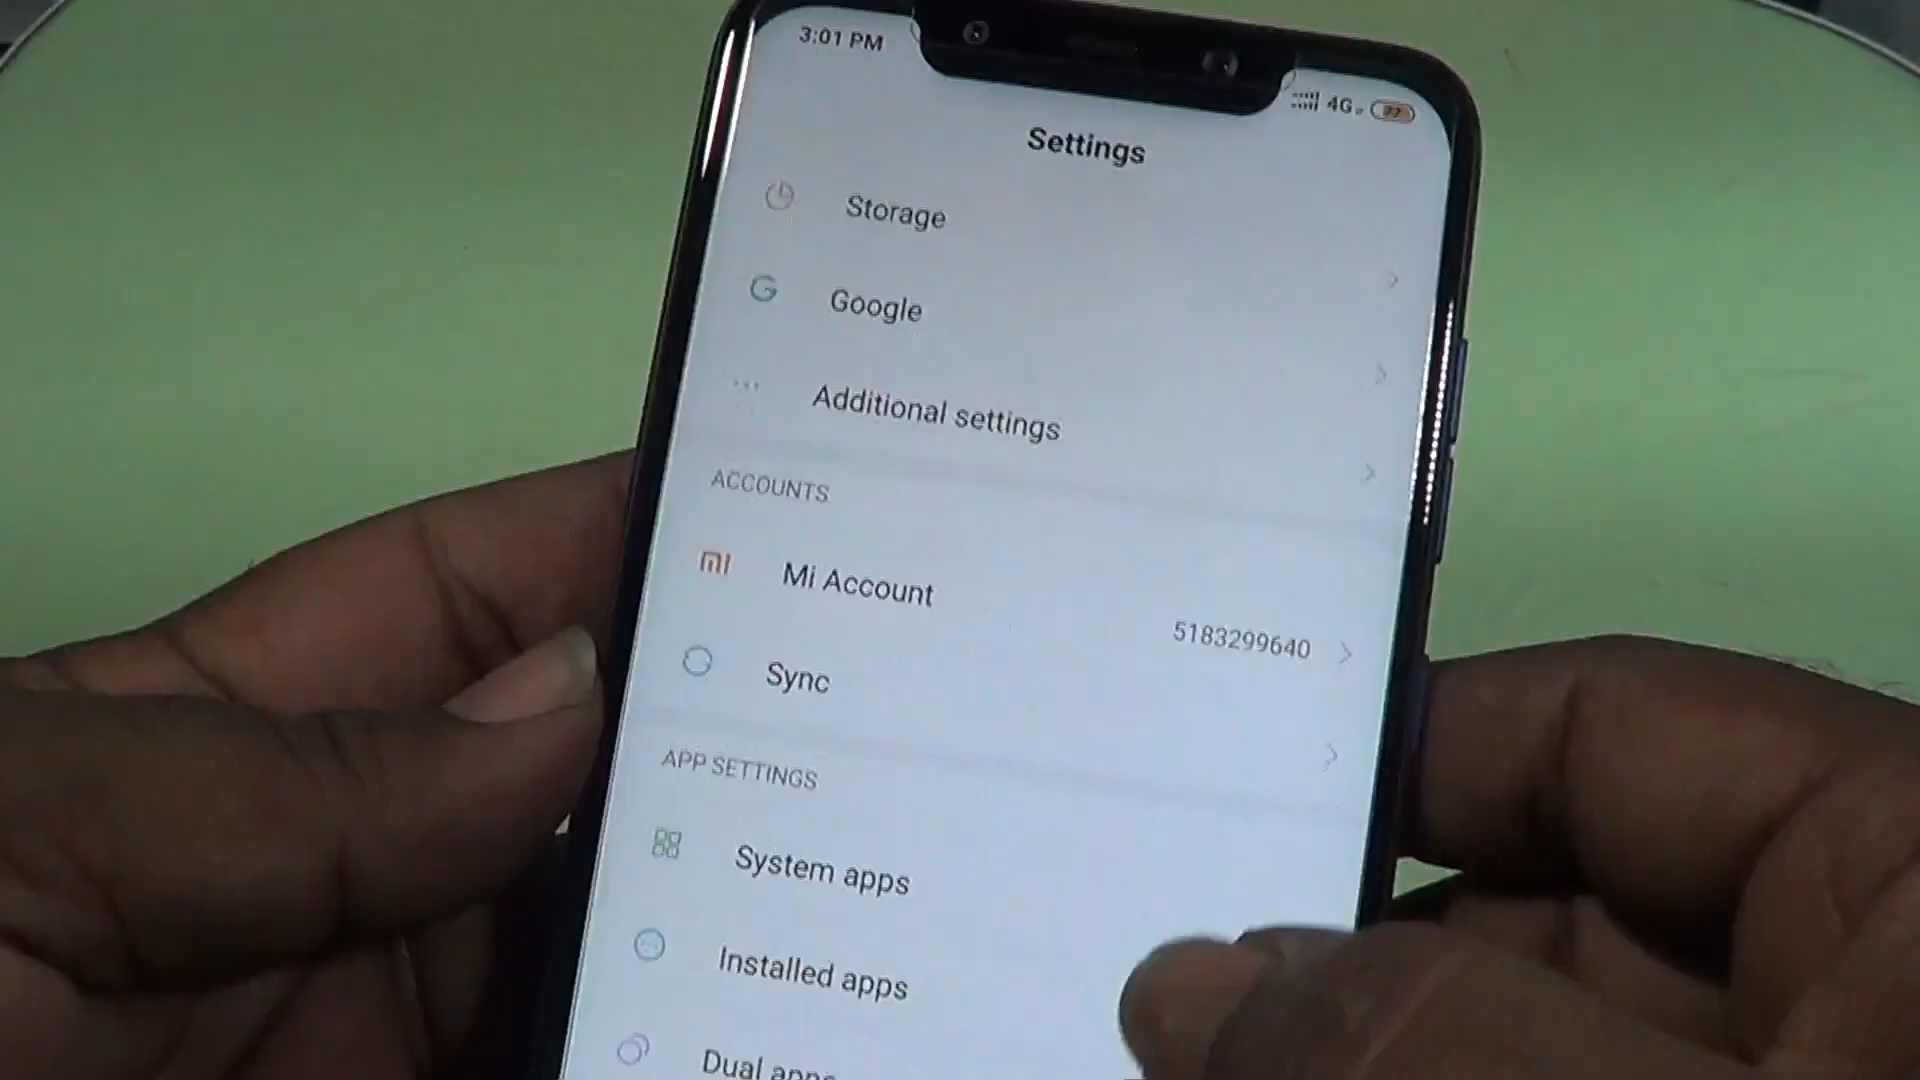 3:01 PM
4G
27
Settings
Storage
Google
Additional settings
ACCOUNTS
Mi Account
5183299640
Sync
APP SETTINGS
System apps
Installed apps
Dual apps